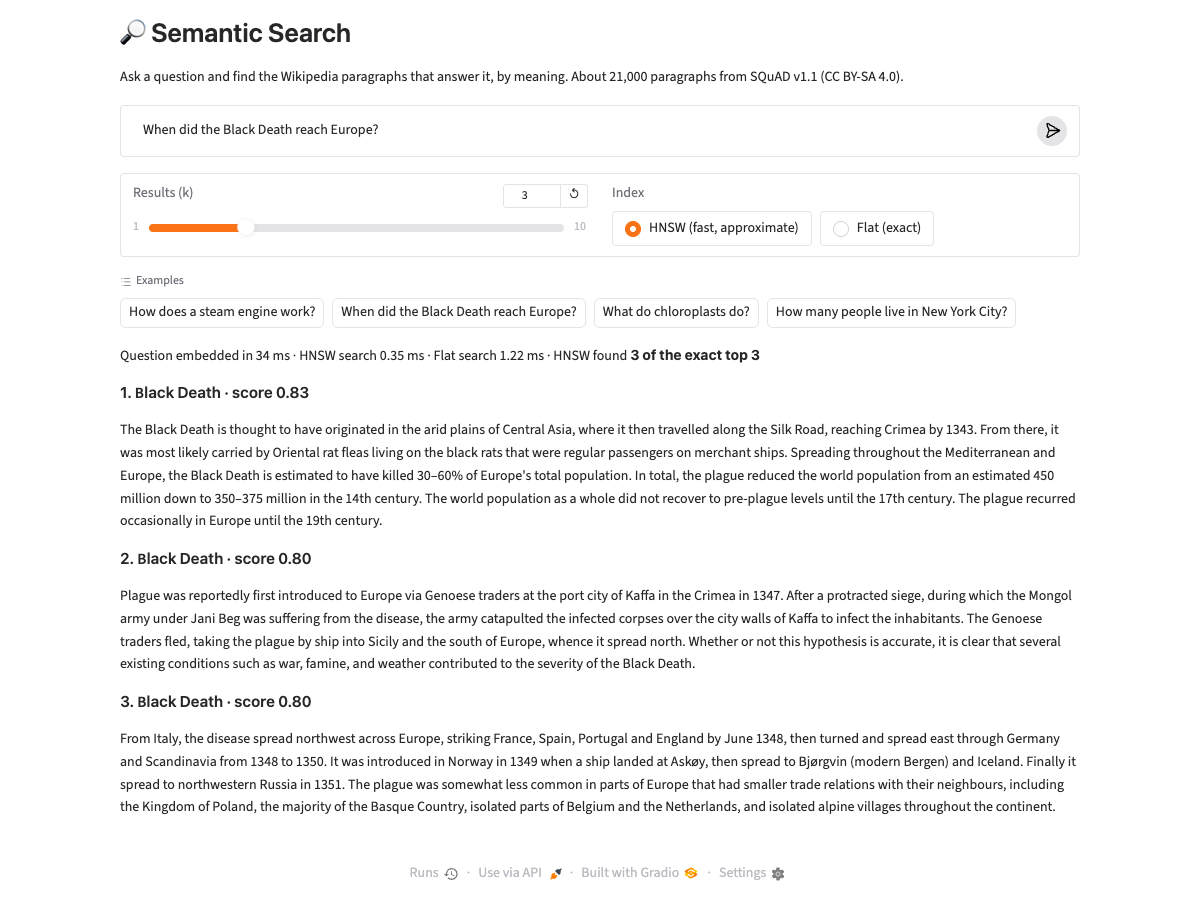 Semantic Search
Ask a question and find the Wikipedia paragraphs that answer it, by meaning. About 21,000 paragraphs from SQuAD v1.1 (CC BY-SA 4.0).
When did the Black Death reach Europe?
Results (k)
3
1
10
Index
HNSW (fast, approximate)
Flat (exact)
Examples
How does a steam engine work?
When did the Black Death reach Europe?
What do chloroplasts do?
How many people live in New York City?
Question embedded in 34 ms · HNSW search 0.35 ms · Flat search 1.22 ms · HNSW found 3 of the exact top 3
1. Black Death · score 0.83
The Black Death is thought to have originated in the arid plains of Central Asia, where it then travelled along the Silk Road, reaching Crimea by 1343. From there, it
was most likely carried by Oriental rat fleas living on the black rats that were regular passengers on merchant ships. Spreading throughout the Mediterranean and
Europe, the Black Death is estimated to have killed 30–60% of Europe's total population. In total, the plague reduced the world population from an estimated 450
million down to 350–375 million in the 14th century. The world population as a whole did not recover to pre-plague levels until the 17th century. The plague recurred
occasionally in Europe until the 19th century.
2. Black Death · score 0.80
Plague was reportedly first introduced to Europe via Genoese traders at the port city of Kaffa in the Crimea in 1347. After a protracted siege, during which the Mongol
army under Jani Beg was suffering from the disease, the army catapulted the infected corpses over the city walls of Kaffa to infect the inhabitants. The Genoese
traders fled, taking the plague by ship into Sicily and the south of Europe, whence it spread north. Whether or not this hypothesis is accurate, it is clear that several
existing conditions such as war, famine, and weather contributed to the severity of the Black Death.
3. Black Death · score 0.80
From Italy, the disease spread northwest across Europe, striking France, Spain, Portugal and England by June 1348, then turned and spread east through Germany
and Scandinavia from 1348 to 1350. It was introduced in Norway in 1349 when a ship landed at Askøy, then spread to Bjørgvin (modern Bergen) and Iceland. Finally it
spread to northwestern Russia in 1351. The plague was somewhat less common in parts of Europe that had smaller trade relations with their neighbours, including
the Kingdom of Poland, the majority of the Basque Country, isolated parts of Belgium and the Netherlands, and isolated alpine villages throughout the continent.
Runs · Use via API · Built with Gradio · Settings